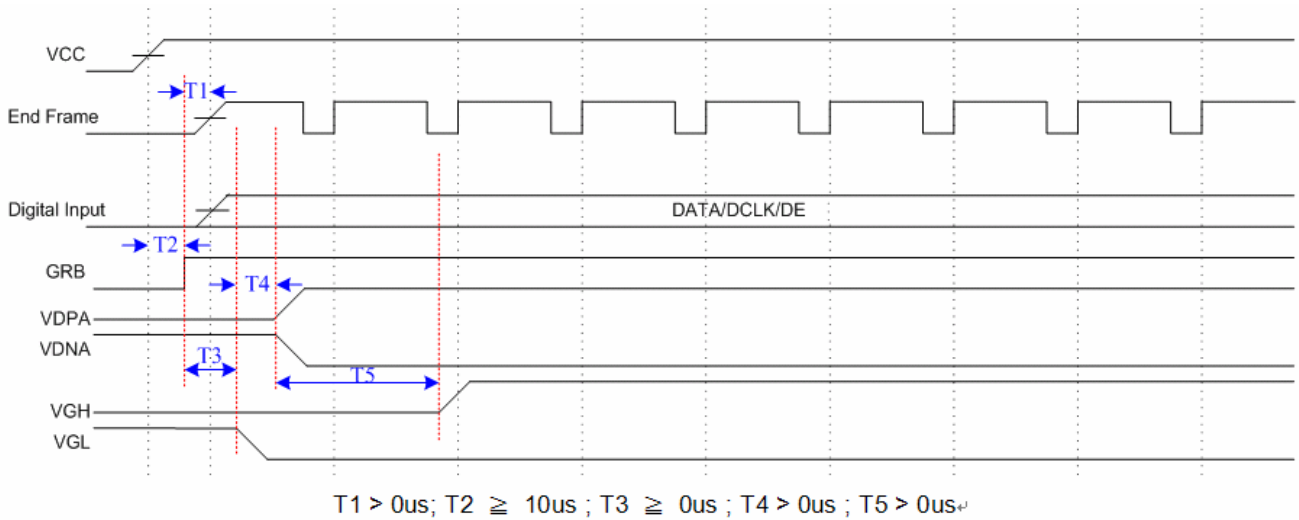 VCC
T1
End Frame
Digital Input
DATA/DCLK/DE
T2
GRB
T4
VDPA
VDNA
T3
T5
VGH
VGL
T1 > 0us; T2 ≧ 10us ; T3 ≧ 0us ; T4 > 0us ; T5 > 0us↵